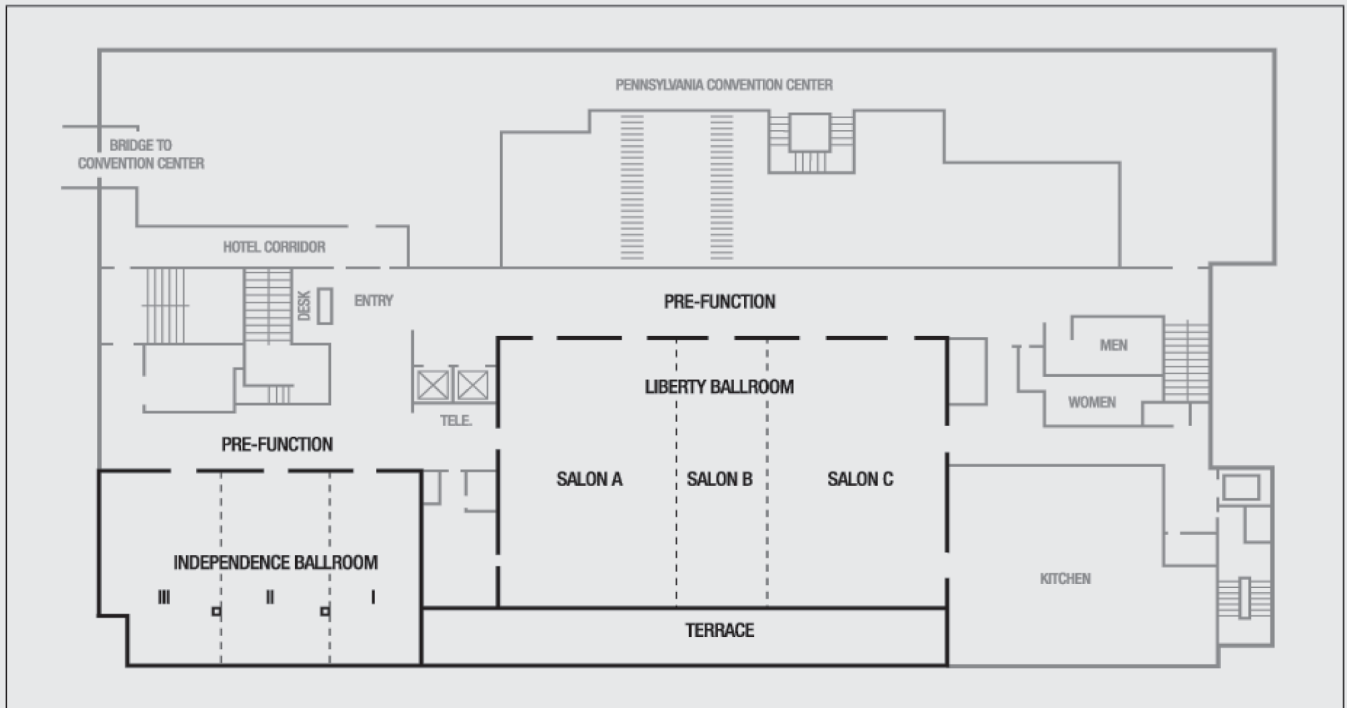 PENNSYLVANIA CONVENTION CENTER
BRIDGE TO
CONVENTION CENTER
HOTEL CORRIDOR
DESK
ENTRY
PRE-FUNCTION
MEN
LIBERTY BALLROOM
WOMEN
TELE.
PRE-FUNCTION
SALON A
SALON B
SALON C
INDEPENDENCE BALLROOM
KITCHEN
III
II
I
TERRACE